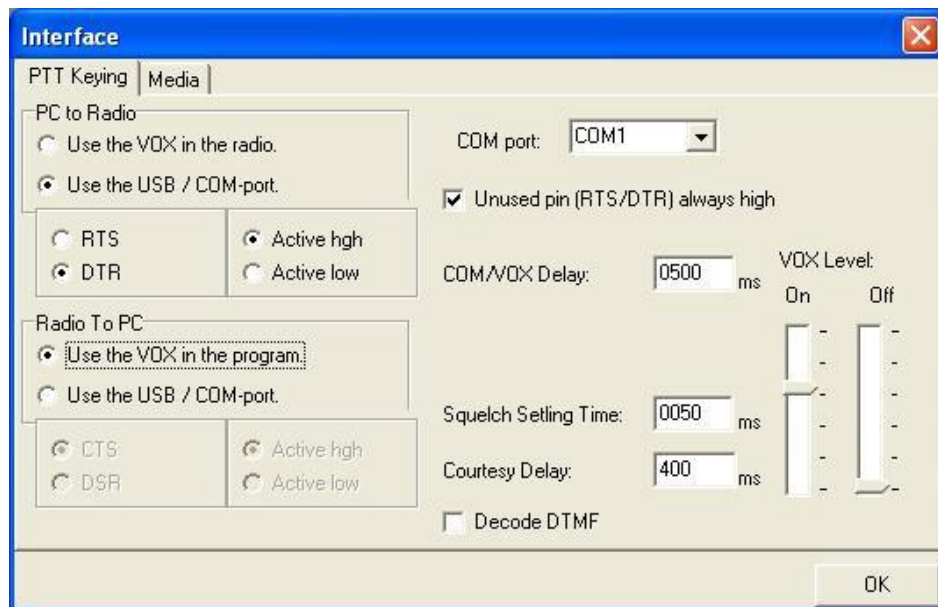 Interface
PTT Keying
Media
PC to Radio
Use the VOX in the radio.
Use the USB / COM-port.
RTS
DTR
Active hgh
Active low
Radio To PC
Use the VOX in the program.
Use the USB / COM-port.
CTS
DSR
Active hgh
Active low
COM port: COM1
Unused pin (RTS/DTR) always high
COM/VOX Delay: 0500 ms
VOX Level:
On Off
Squelch Setling Time: 0050 ms
Courtesy Delay: 400 ms
Decode DTMF
OK